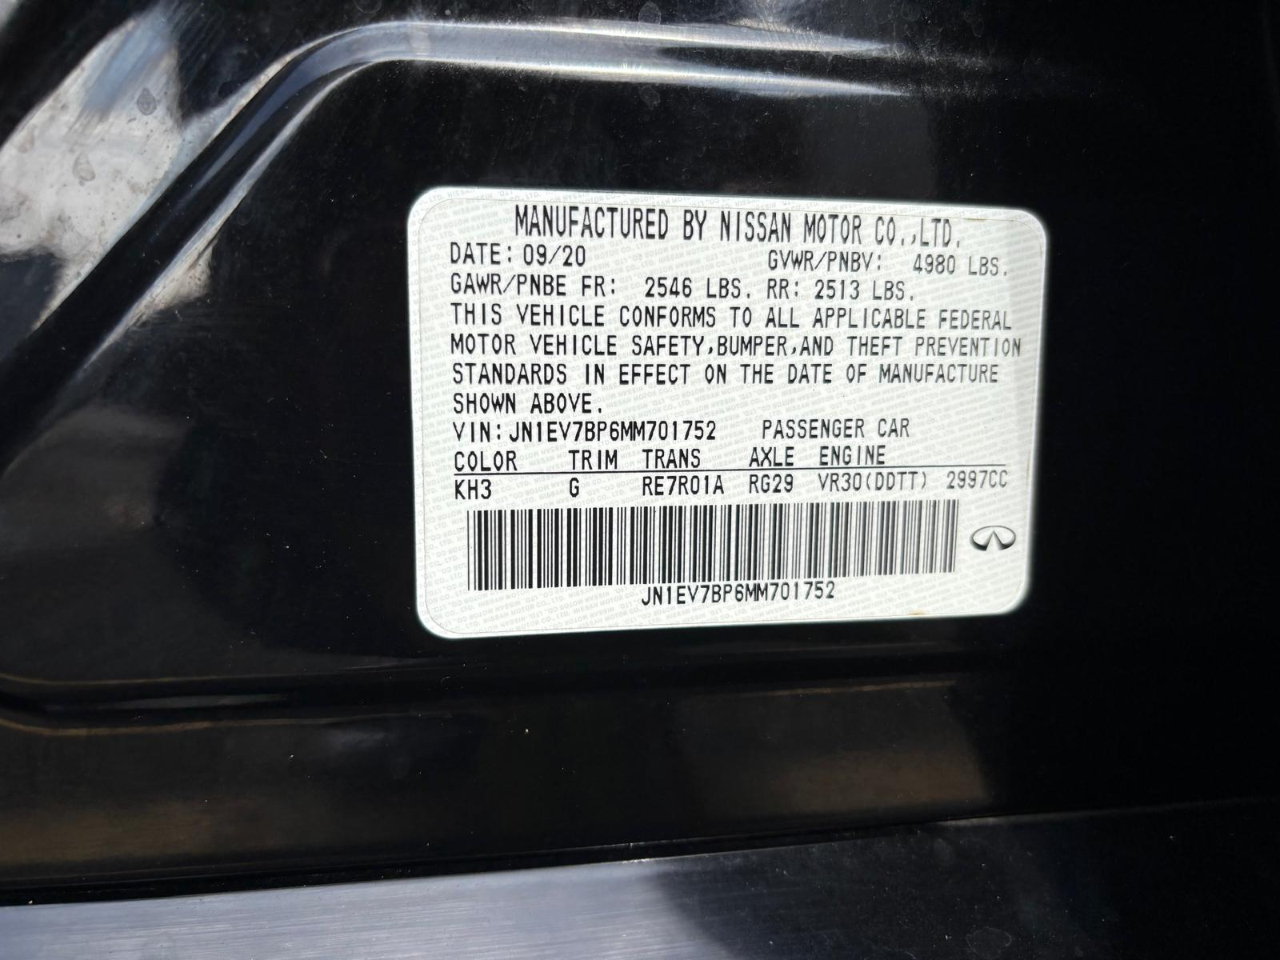 MANUFACTURED BY NISSAN MOTOR CO.,LTD.
DATE: 09/20 GVWR/PNBV: 4980 LBS.
GAWR/PNBE FR: 2546 LBS. RR: 2513 LBS.
THIS VEHICLE CONFORMS TO ALL APPLICABLE FEDERAL
MOTOR VEHICLE SAFETY,BUMPER,AND THEFT PREVENTION
STANDARDS IN EFFECT ON THE DATE OF MANUFACTURE
SHOWN ABOVE.
VIN: JN1EV7BP6MM701752 PASSENGER CAR
COLOR TRIM TRANS AXLE ENGINE
KH3 G RE7R01A RG29 VR30(DDTT) 2997CC
JN1EV7BP6MM701752